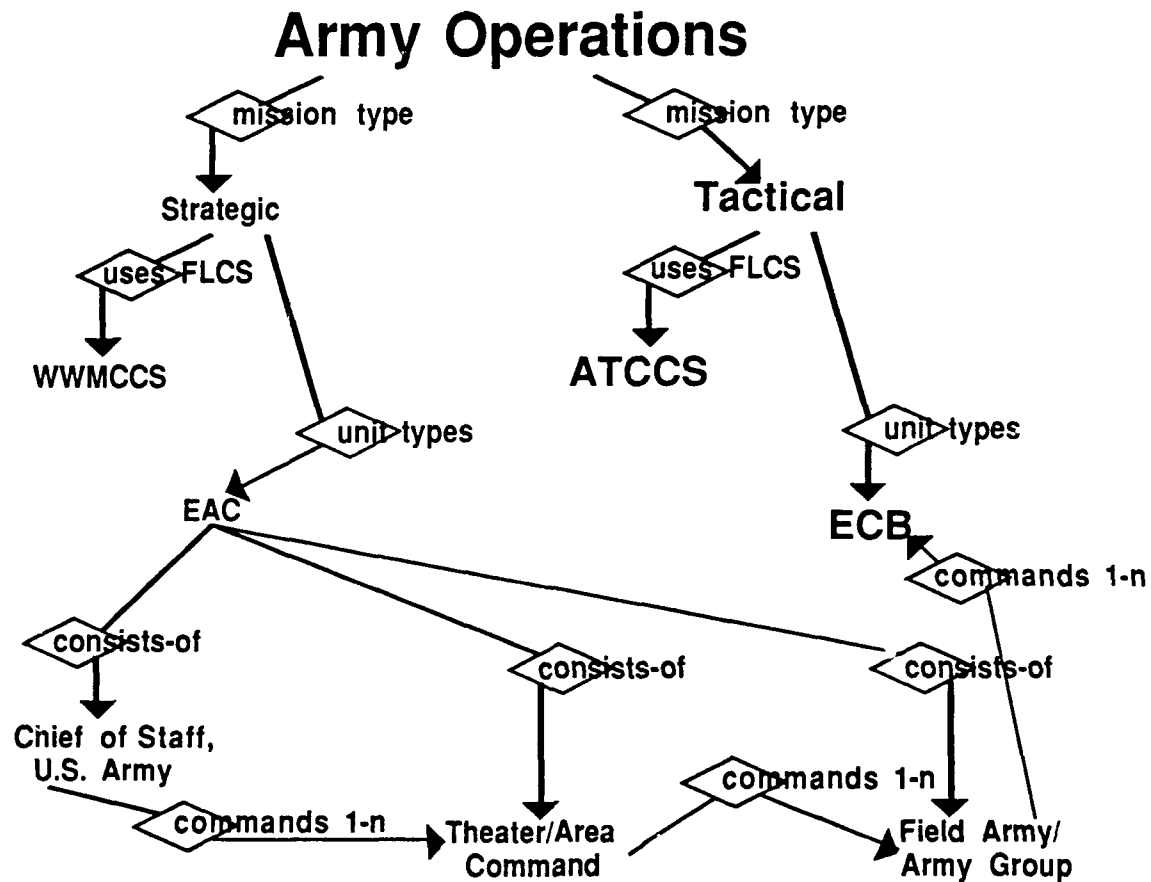 Army Operations
mission type
mission type
Strategic
Tactical
uses FLCS
uses FLCS
WWMCCS
ATCCS
unit types
unit types
EAC
ECB
commands 1-n
consists-of
consists-of
consists-of
Chief of Staff,
U.S. Army
commands 1-n
commands 1-n
Theater/Area
Command
Field Army/
Army Group